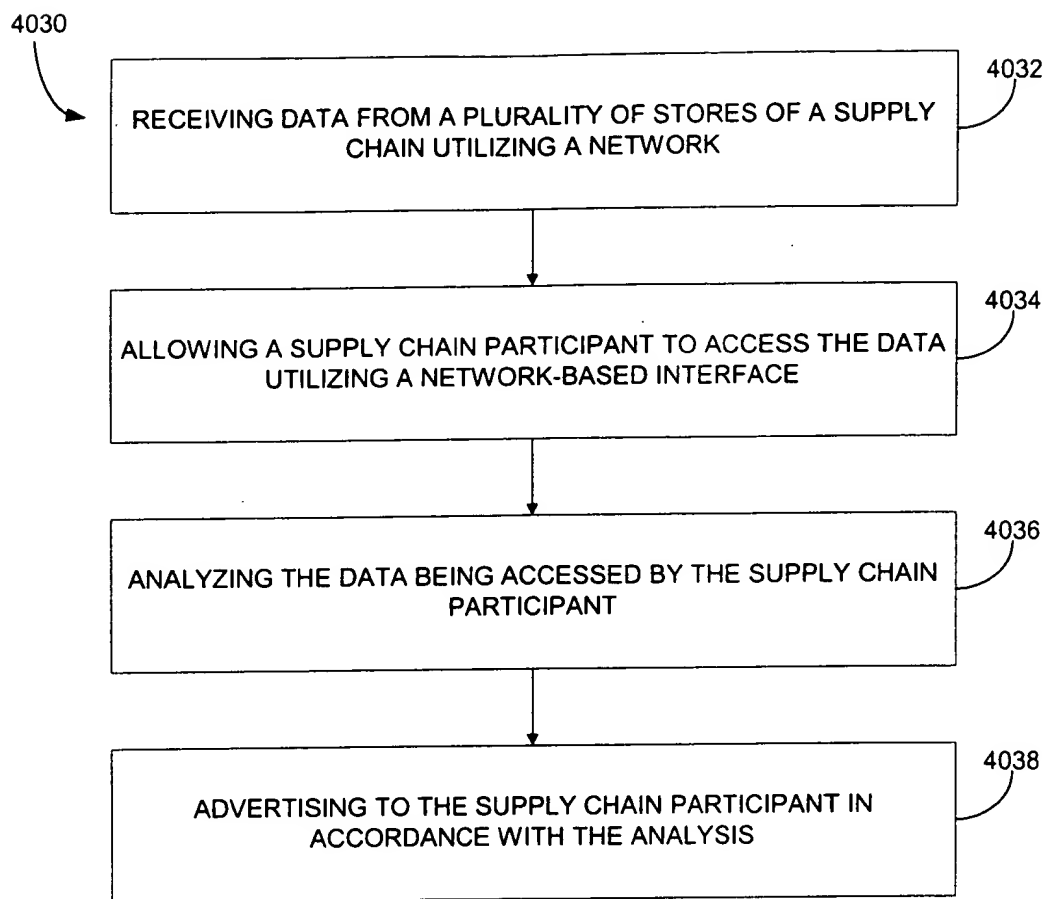 4030
4032
RECEIVING DATA FROM A PLURALITY OF STORES OF A SUPPLY
CHAIN UTILIZING A NETWORK
4034
ALLOWING A SUPPLY CHAIN PARTICIPANT TO ACCESS THE DATA
UTILIZING A NETWORK-BASED INTERFACE
4036
ANALYZING THE DATA BEING ACCESSED BY THE SUPPLY CHAIN
PARTICIPANT
4038
ADVERTISING TO THE SUPPLY CHAIN PARTICIPANT IN
ACCORDANCE WITH THE ANALYSIS